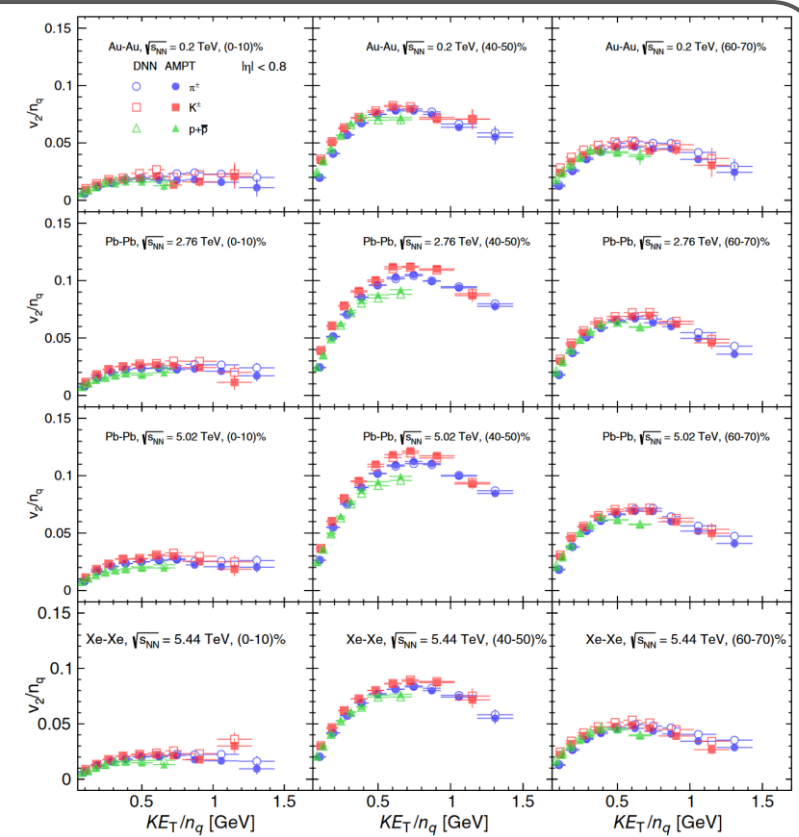 Au-Au, √sNN = 0.2 TeV, (0-10)%
DNN AMPT |η| < 0.8
π±
K±
p+p̅
Au-Au, √sNN = 0.2 TeV, (40-50)%
Au-Au, √sNN = 0.2 TeV, (60-70)%
v2/nq
0.15
0.1
0.05
0
Pb-Pb, √sNN = 2.76 TeV, (0-10)%
Pb-Pb, √sNN = 2.76 TeV, (40-50)%
Pb-Pb, √sNN = 2.76 TeV, (60-70)%
v2/nq
0.15
0.1
0.05
0
Pb-Pb, √sNN = 5.02 TeV, (0-10)%
Pb-Pb, √sNN = 5.02 TeV, (40-50)%
Pb-Pb, √sNN = 5.02 TeV, (60-70)%
v2/nq
0.15
0.1
0.05
0
Xe-Xe, √sNN = 5.44 TeV, (0-10)%
Xe-Xe, √sNN = 5.44 TeV, (40-50)%
Xe-Xe, √sNN = 5.44 TeV, (60-70)%
v2/nq
0.15
0.1
0.05
0
0.5 1 1.5
0.5 1 1.5
0.5 1 1.5
KET/nq [GeV]
KET/nq [GeV]
KET/nq [GeV]